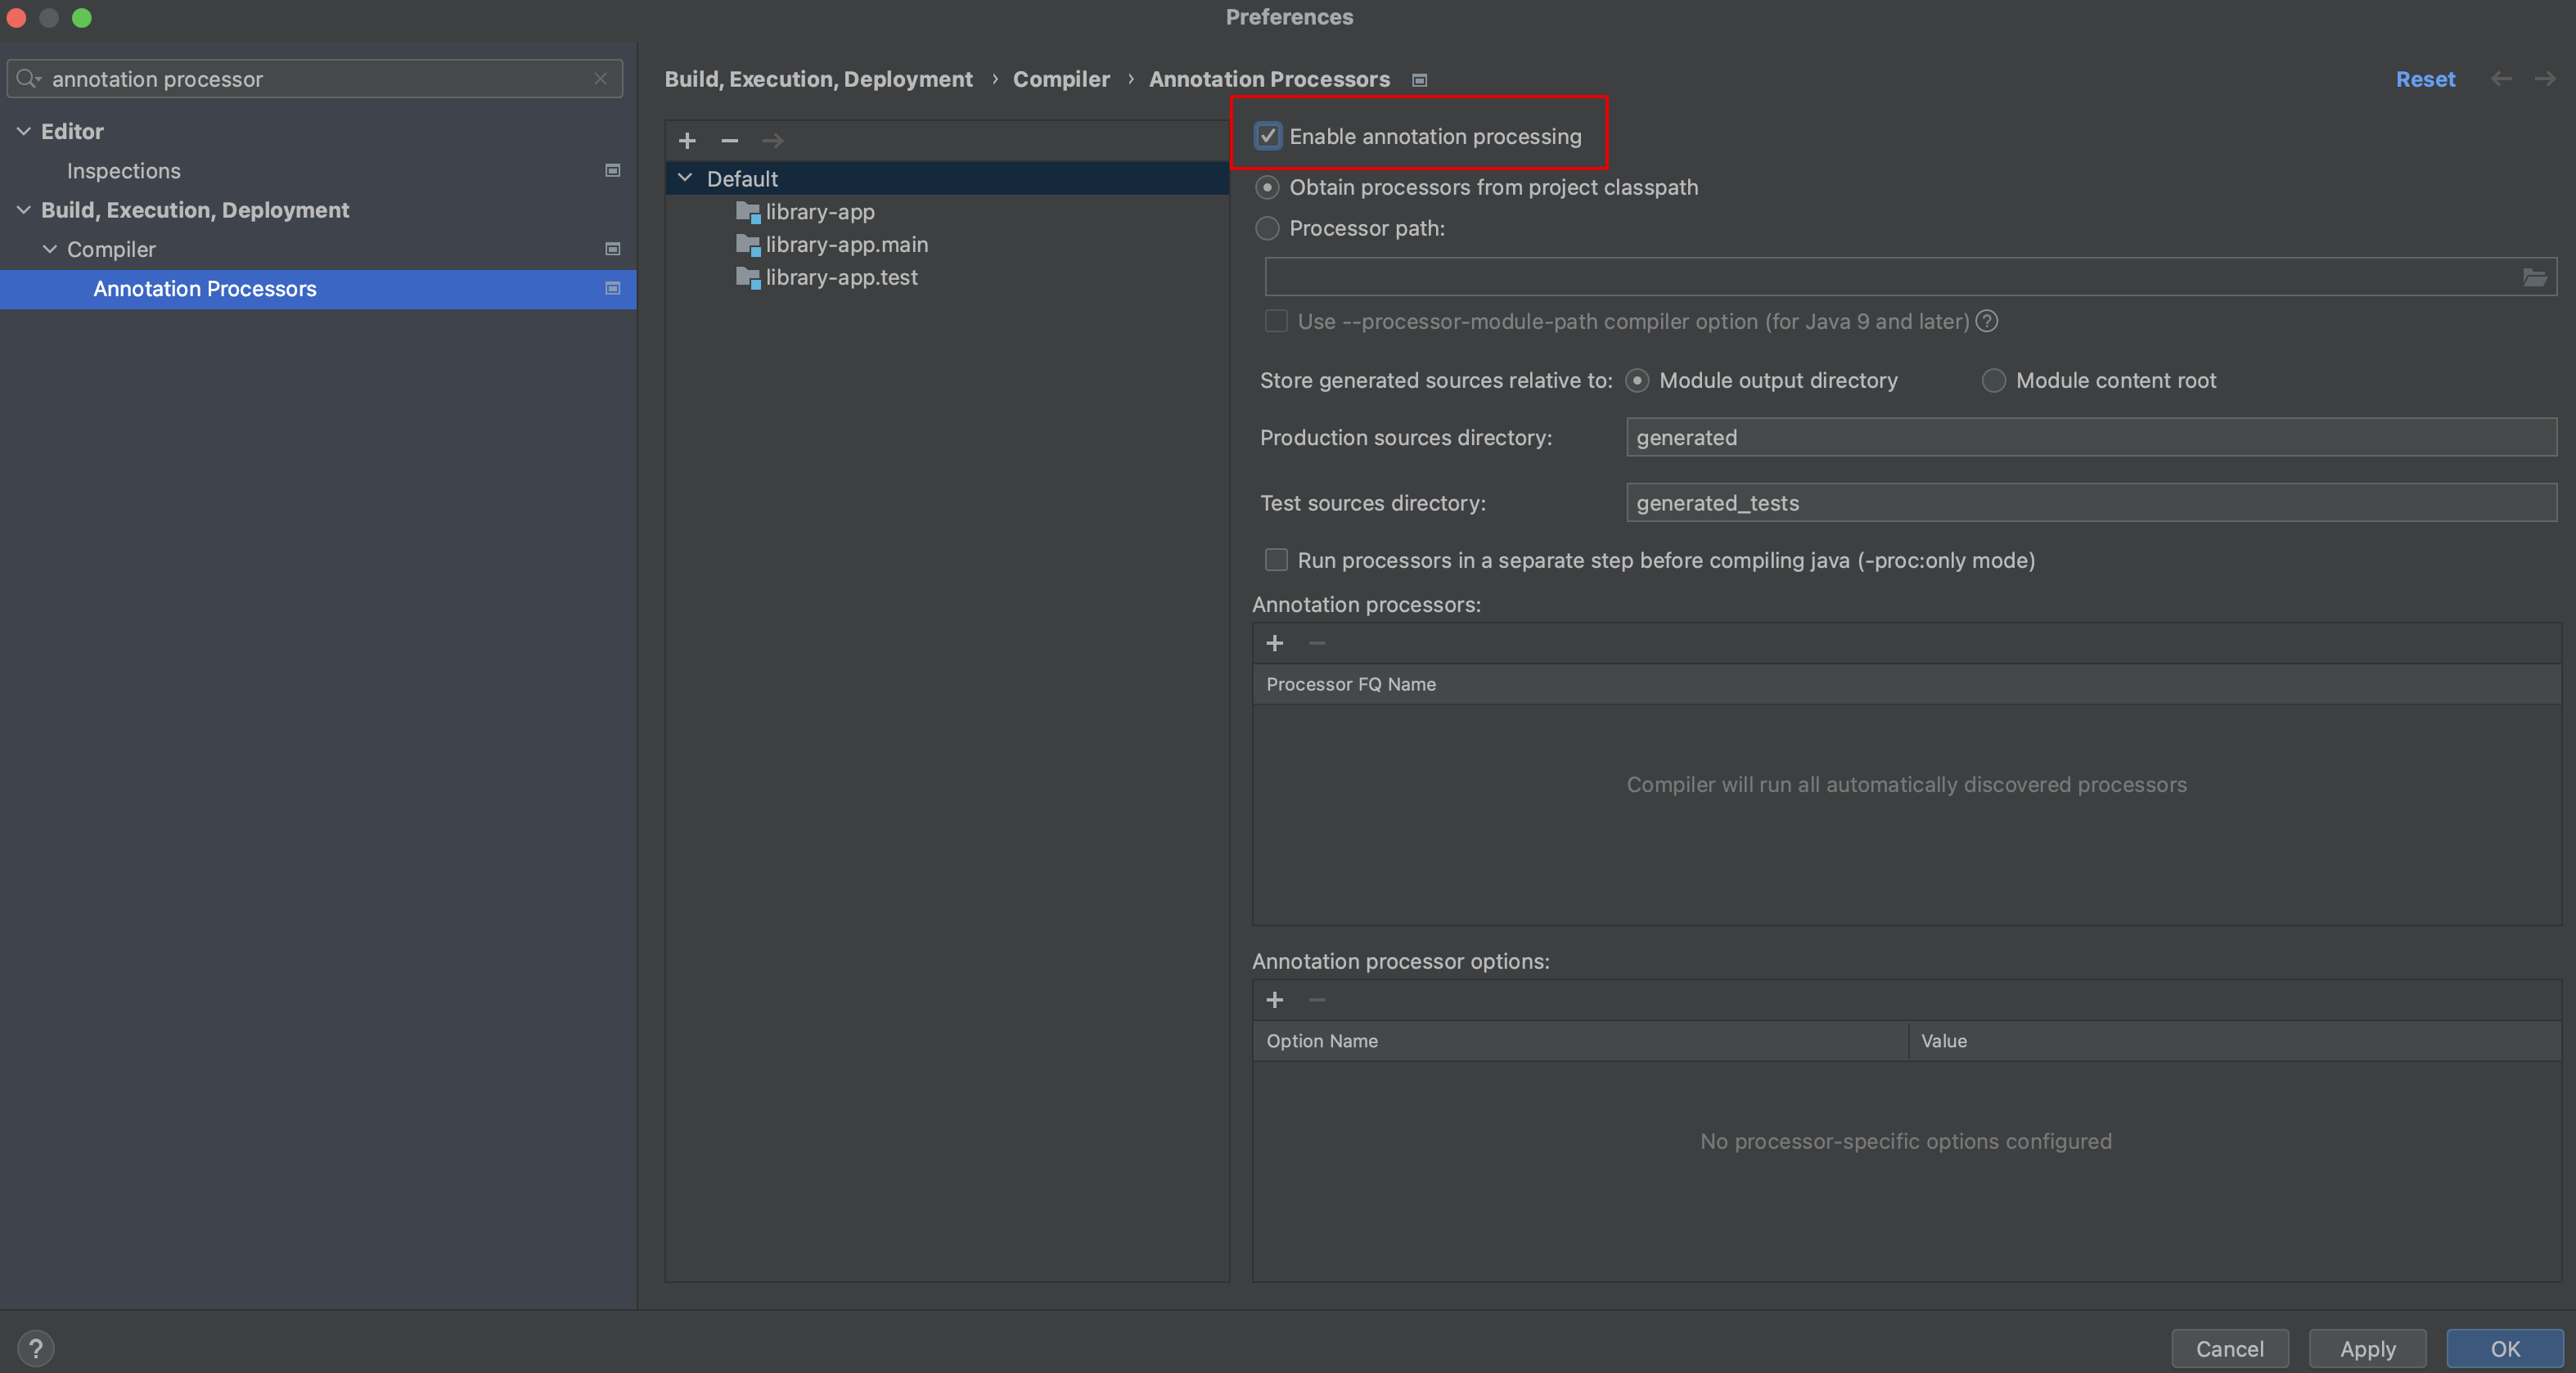 Preferences
annotation processor
Editor
Inspections
Build, Execution, Deployment
Compiler
Annotation Processors
Build, Execution, Deployment › Compiler › Annotation Processors
Reset
Default
library-app
library-app.main
library-app.test
Enable annotation processing
Obtain processors from project classpath
Processor path:
Use --processor-module-path compiler option (for Java 9 and later) ?
Store generated sources relative to: Module output directory Module content root
Production sources directory: generated
Test sources directory: generated_tests
Run processors in a separate step before compiling java (-proc:only mode)
Annotation processors:
Processor FQ Name
Compiler will run all automatically discovered processors
Annotation processor options:
Option Name Value
No processor-specific options configured
? Cancel Apply OK